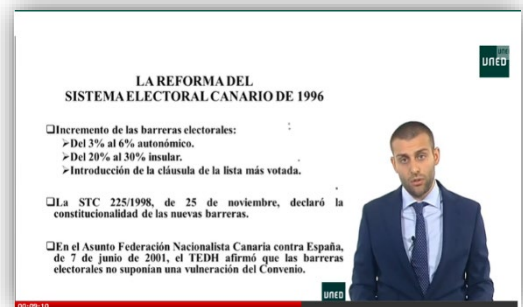 UNED
LA REFORMA DEL
SISTEMA ELECTORAL CANARIO DE 1996
❑Incremento de las barreras electorales:
➢Del 3% al 6% autonómico.
➢Del 20% al 30% insular.
➢Introducción de la cláusula de la lista más votada.
❑La STC 225/1998, de 25 de noviembre, declaró la
constitucionalidad de las nuevas barreras.
❑En el Asunto Federación Nacionalista Canaria contra España,
de 7 de junio de 2001, el TEDH afirmó que las barreras
electorales no suponían una vulneración del Convenio.
UNED
00:09:10